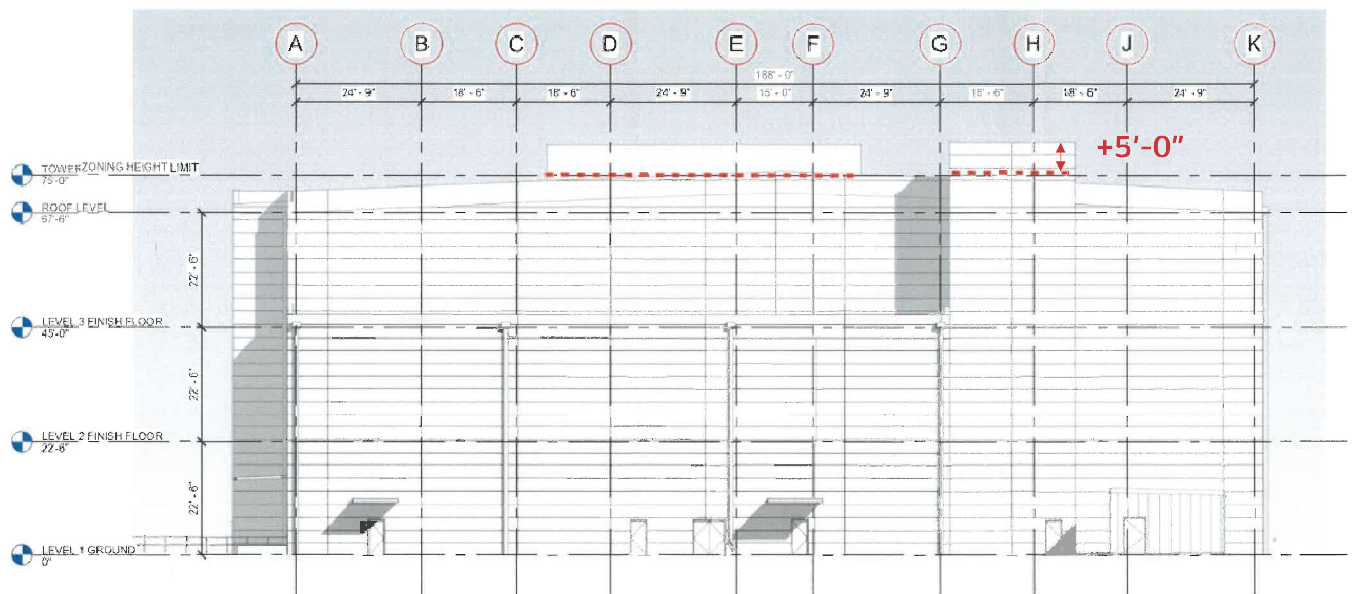 A B C D E F G H J K
188' - 0"
24' - 9" 18' - 6" 18' - 6" 24' - 9" 15' - 0" 24' - 9" 18' - 6" 18' - 6" 24' - 9"
+5'-0"
TOWER ZONING HEIGHT LIMIT
75'-0"
ROOF LEVEL
67'-6"
22' - 6"
LEVEL 3 FINISH FLOOR
45'-0"
22' - 6"
LEVEL 2 FINISH FLOOR
22'-6"
22' - 6"
LEVEL 1 GROUND
0"